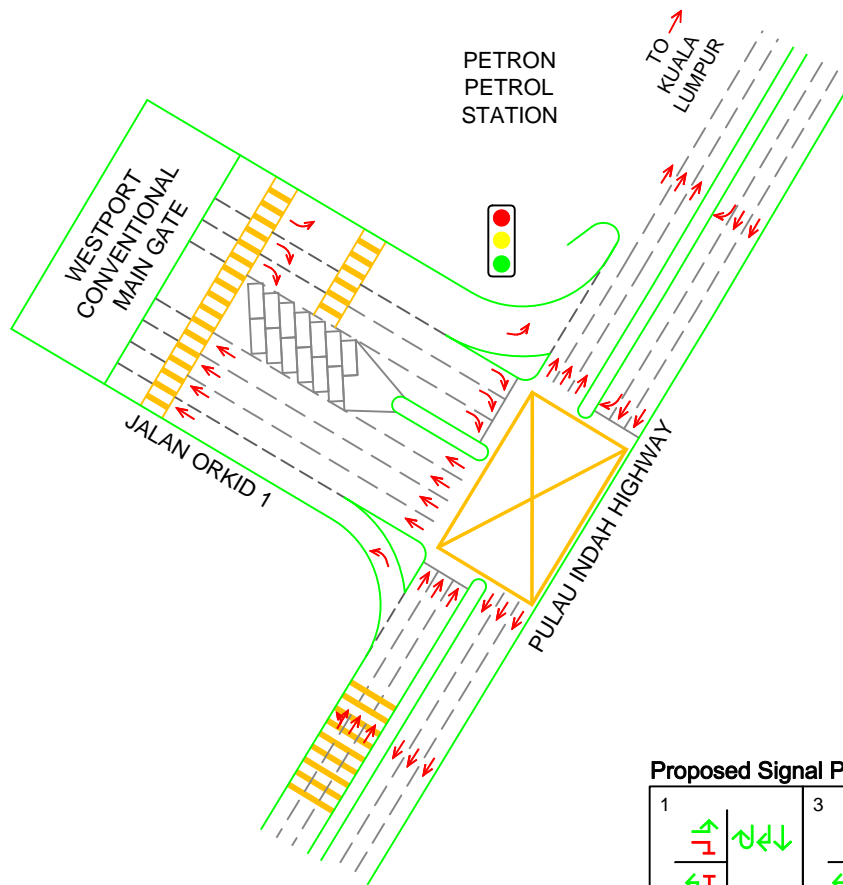 PETRON
PETROL
STATION
TO
KUALA
LUMPUR
WESTPORT
CONVENTIONAL
MAIN GATE
JALAN ORKID 1
PULAU INDAH HIGHWAY
Proposed Signal P
1
3